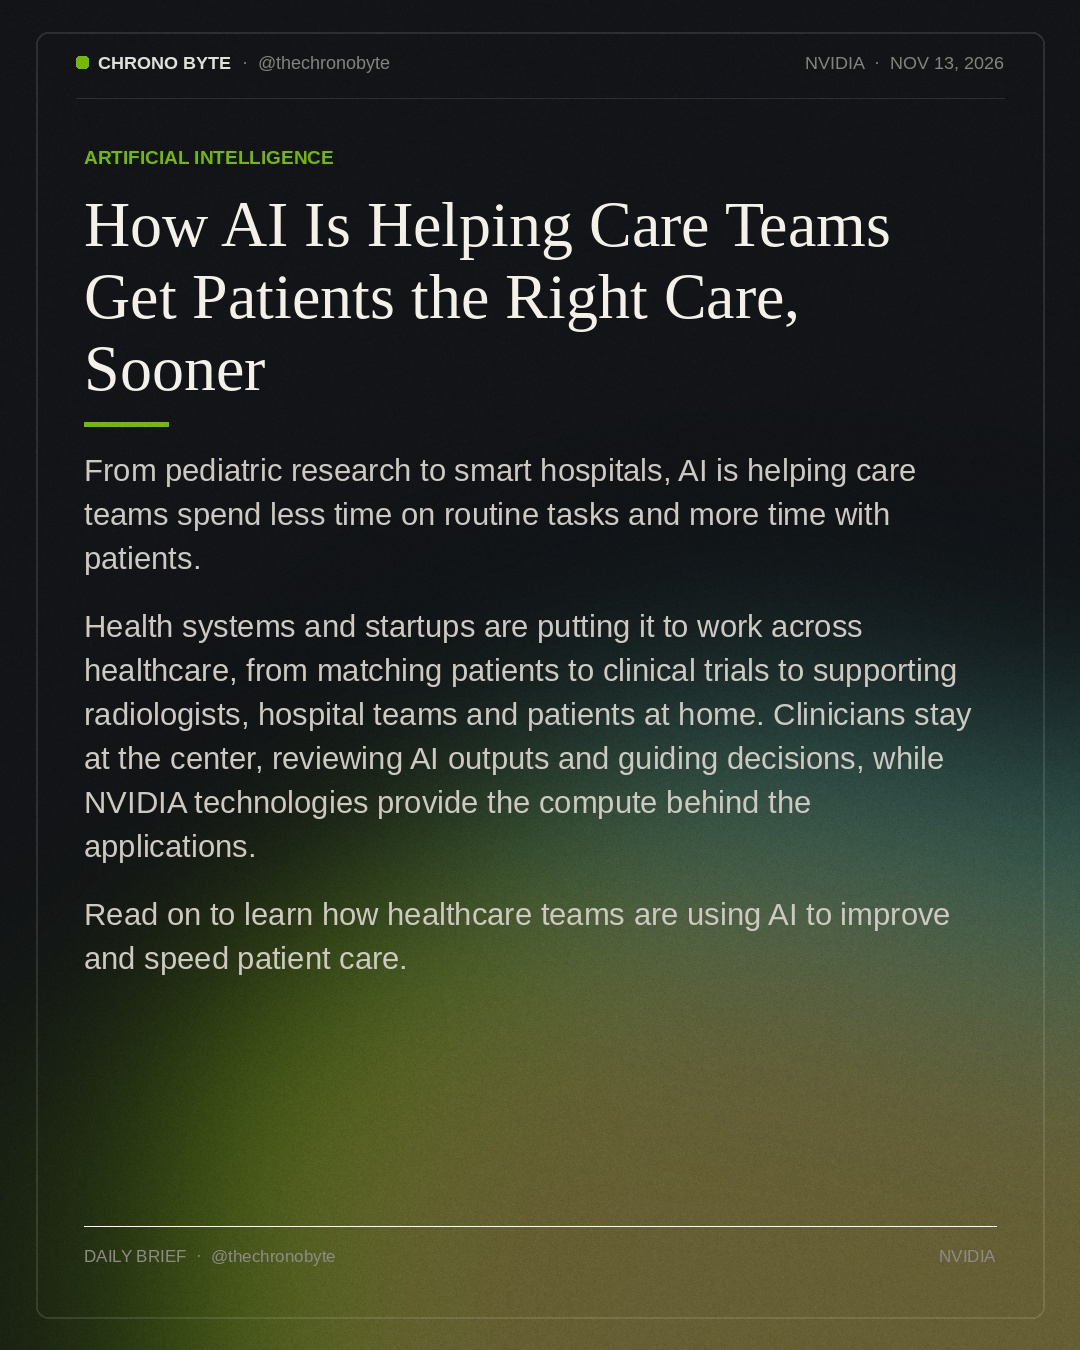 CHRONO BYTE · @thechronobyte
NVIDIA · NOV 13, 2026
ARTIFICIAL INTELLIGENCE
How AI Is Helping Care Teams
Get Patients the Right Care,
Sooner
From pediatric research to smart hospitals, AI is helping care
teams spend less time on routine tasks and more time with
patients.
Health systems and startups are putting it to work across
healthcare, from matching patients to clinical trials to supporting
radiologists, hospital teams and patients at home. Clinicians stay
at the center, reviewing AI outputs and guiding decisions, while
NVIDIA technologies provide the compute behind the
applications.
Read on to learn how healthcare teams are using AI to improve
and speed patient care.
DAILY BRIEF · @thechronobyte
NVIDIA